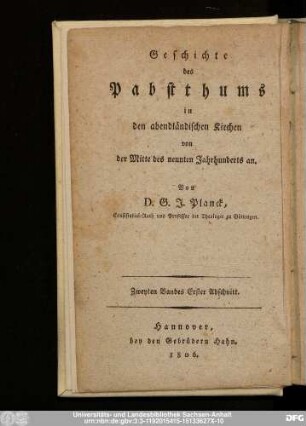 Geschichte
des
Pabstthums
in
den abendländischen Kirchen
von
der Mitte des neunten Jahrhunderts an.
Von
D. G. J. Planck,
Consistorial-Rath und Professor der Theologie zu Göttingen.
Zweyten Bandes Erster Abschnitt.
Hannover,
bey den Gebrüdern Hahn.
1806.
Universitäts- und Landesbibliothek Sachsen-Anhalt
urn:nbn:de:gbv:3:3-1192015415-16133627X-10
DFG